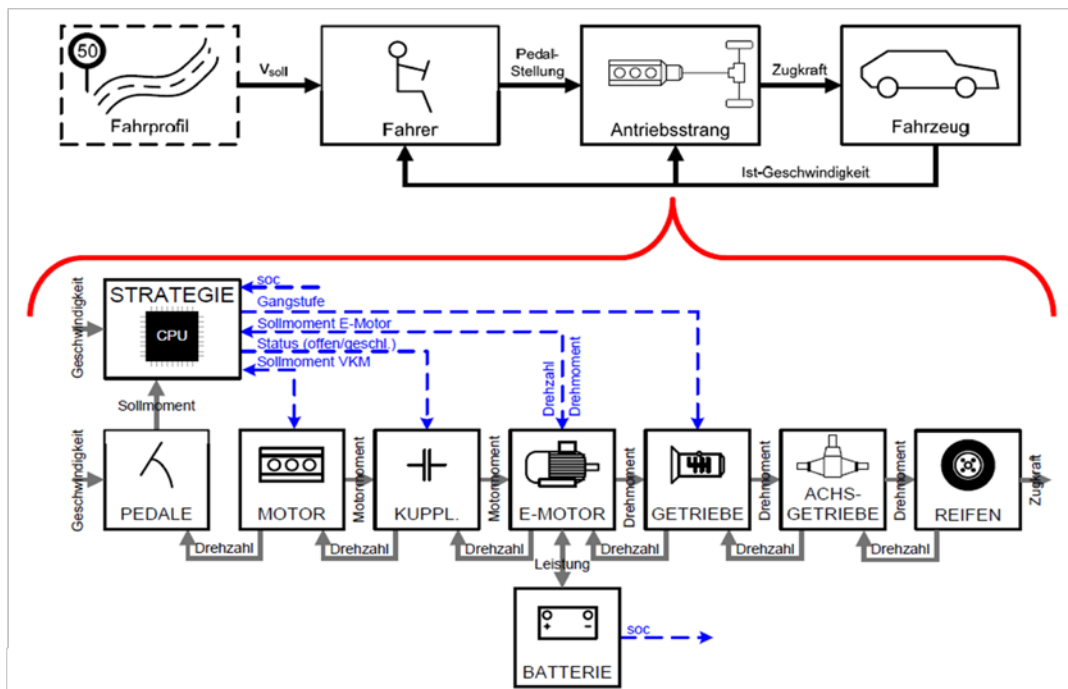 50
Vsoll
Fahrprofil
Fahrer
Pedal-
Stellung
Antriebsstrang
Zugkraft
Fahrzeug
Ist-Geschwindigkeit
Geschwindigkeit
STRATEGIE
CPU
soc
Gangstufe
Sollmoment E-Motor
Status (offen/geschl.)
Sollmoment VKM
Drehzahl
Drehmoment
Sollmoment
Geschwindigkeit
PEDALE
MOTOR
Motormoment
KUPPL.
Motormoment
E-MOTOR
Drehmoment
GETRIEBE
Drehmoment
ACHS-
GETRIEBE
Drehmoment
REIFEN
Zugkraft
Drehzahl
Drehzahl
Drehzahl
Drehzahl
Drehzahl
Drehzahl
Leistung
BATTERIE
soc